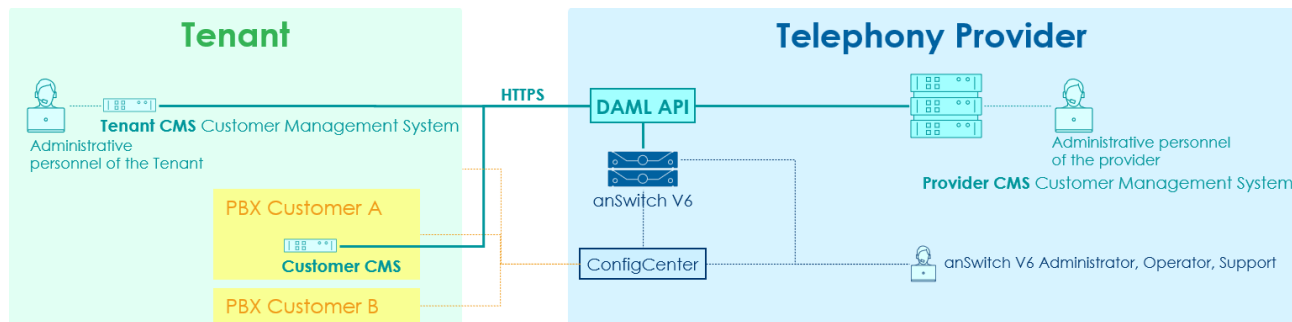 Tenant
Telephony Provider
HTTPS
DAML API
Tenant CMS Customer Management System
Administrative
personnel of the Tenant
Administrative personnel
of the provider
Provider CMS Customer Management System
anSwitch V6
PBX Customer A
Customer CMS
ConfigCenter
anSwitch V6 Administrator, Operator, Support
PBX Customer B